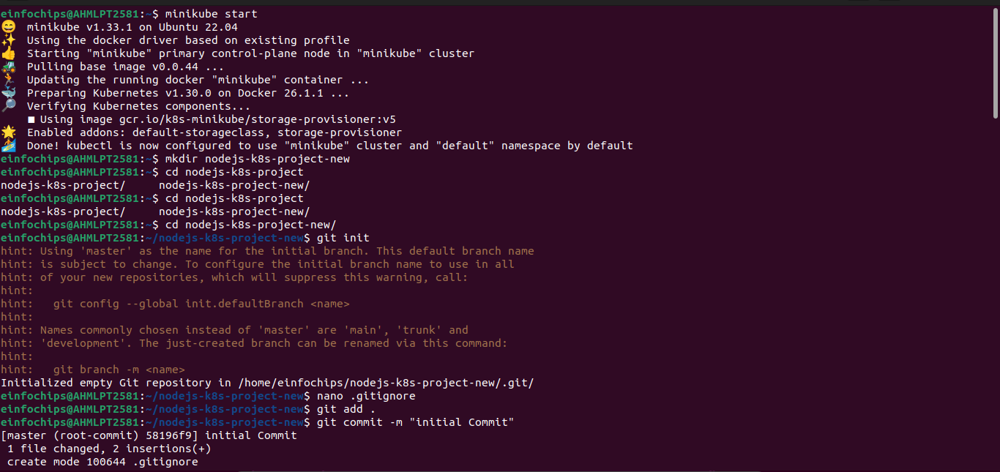 einfochips@AHMLPT2581:~$ minikube start
😄  minikube v1.33.1 on Ubuntu 22.04
✨  Using the docker driver based on existing profile
👍  Starting "minikube" primary control-plane node in "minikube" cluster
🚜  Pulling base image v0.0.44 ...
🏃  Updating the running docker "minikube" container ...
🐳  Preparing Kubernetes v1.30.0 on Docker 26.1.1 ...
🔎  Verifying Kubernetes components...
    ■ Using image gcr.io/k8s-minikube/storage-provisioner:v5
🌟  Enabled addons: default-storageclass, storage-provisioner
🏄  Done! kubectl is now configured to use "minikube" cluster and "default" namespace by default
einfochips@AHMLPT2581:~$ mkdir nodejs-k8s-project-new
einfochips@AHMLPT2581:~$ cd nodejs-k8s-project
nodejs-k8s-project/     nodejs-k8s-project-new/
einfochips@AHMLPT2581:~$ cd nodejs-k8s-project
nodejs-k8s-project/     nodejs-k8s-project-new/
einfochips@AHMLPT2581:~$ cd nodejs-k8s-project-new/
einfochips@AHMLPT2581:~/nodejs-k8s-project-new$ git init
hint: Using 'master' as the name for the initial branch. This default branch name
hint: is subject to change. To configure the initial branch name to use in all
hint: of your new repositories, which will suppress this warning, call:
hint:
hint:   git config --global init.defaultBranch <name>
hint:
hint: Names commonly chosen instead of 'master' are 'main', 'trunk' and
hint: 'development'. The just-created branch can be renamed via this command:
hint:
hint:   git branch -m <name>
Initialized empty Git repository in /home/einfochips/nodejs-k8s-project-new/.git/
einfochips@AHMLPT2581:~/nodejs-k8s-project-new$ nano .gitignore
einfochips@AHMLPT2581:~/nodejs-k8s-project-new$ git add .
einfochips@AHMLPT2581:~/nodejs-k8s-project-new$ git commit -m "initial Commit"
[master (root-commit) 58196f9] initial Commit
 1 file changed, 2 insertions(+)
 create mode 100644 .gitignore